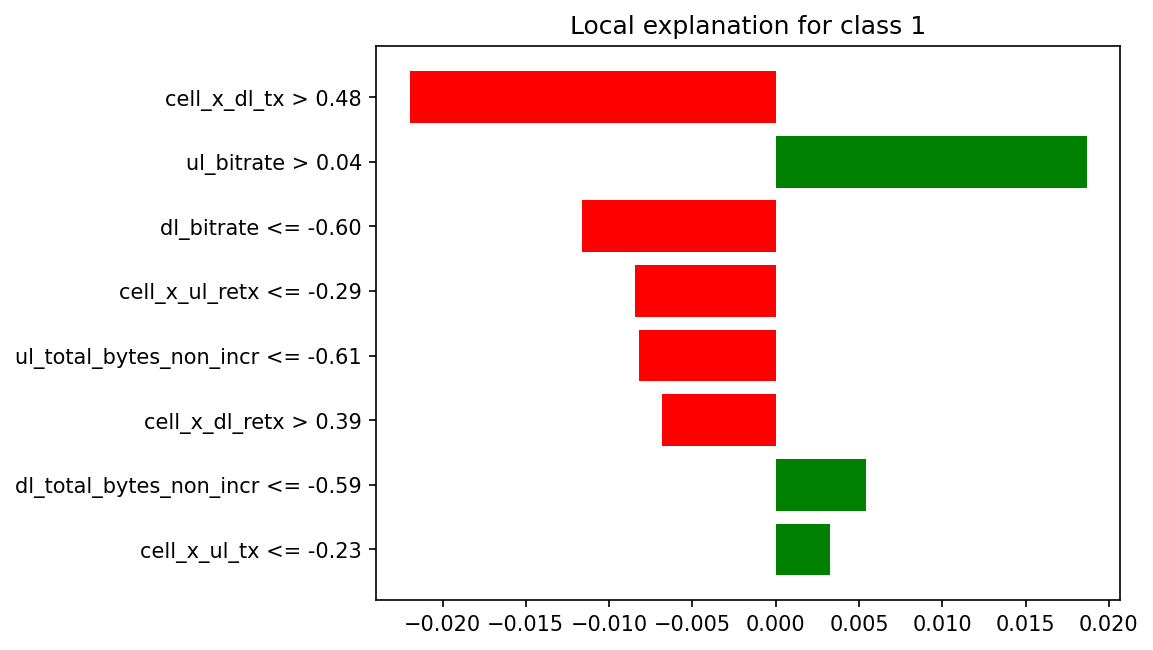 Local explanation for class 1
cell_x_dl_tx > 0.48
ul_bitrate > 0.04
dl_bitrate <= -0.60
cell_x_ul_retx <= -0.29
ul_total_bytes_non_incr <= -0.61
cell_x_dl_retx > 0.39
dl_total_bytes_non_incr <= -0.59
cell_x_ul_tx <= -0.23
−0.020 −0.015 −0.010 −0.005 0.000 0.005 0.010 0.015 0.020